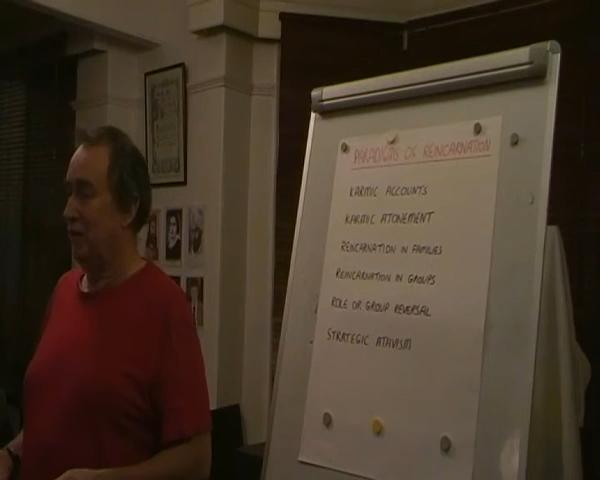 PARADIGMS OF REINCARNATION
KARMIC ACCOUNTS
KARMIC ATONEMENT
REINCARNATION IN FAMILIES
REINCARNATION IN GROUPS
ROLE OR GROUP REVERSAL
STRATEGIC ATAVISM